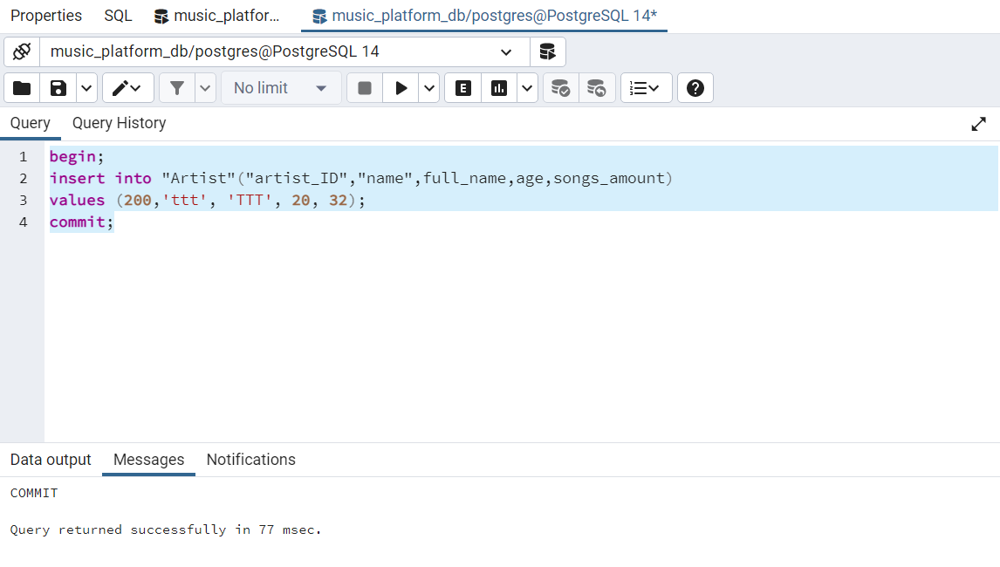 Properties SQL music_platfor... music_platform_db/postgres@PostgreSQL 14*
music_platform_db/postgres@PostgreSQL 14
No limit E ?
Query Query History
1 begin;
2 insert into "Artist"("artist_ID","name",full_name,age,songs_amount)
3 values (200,'ttt', 'TTT', 20, 32);
4 commit;
Data output Messages Notifications
COMMIT
Query returned successfully in 77 msec.